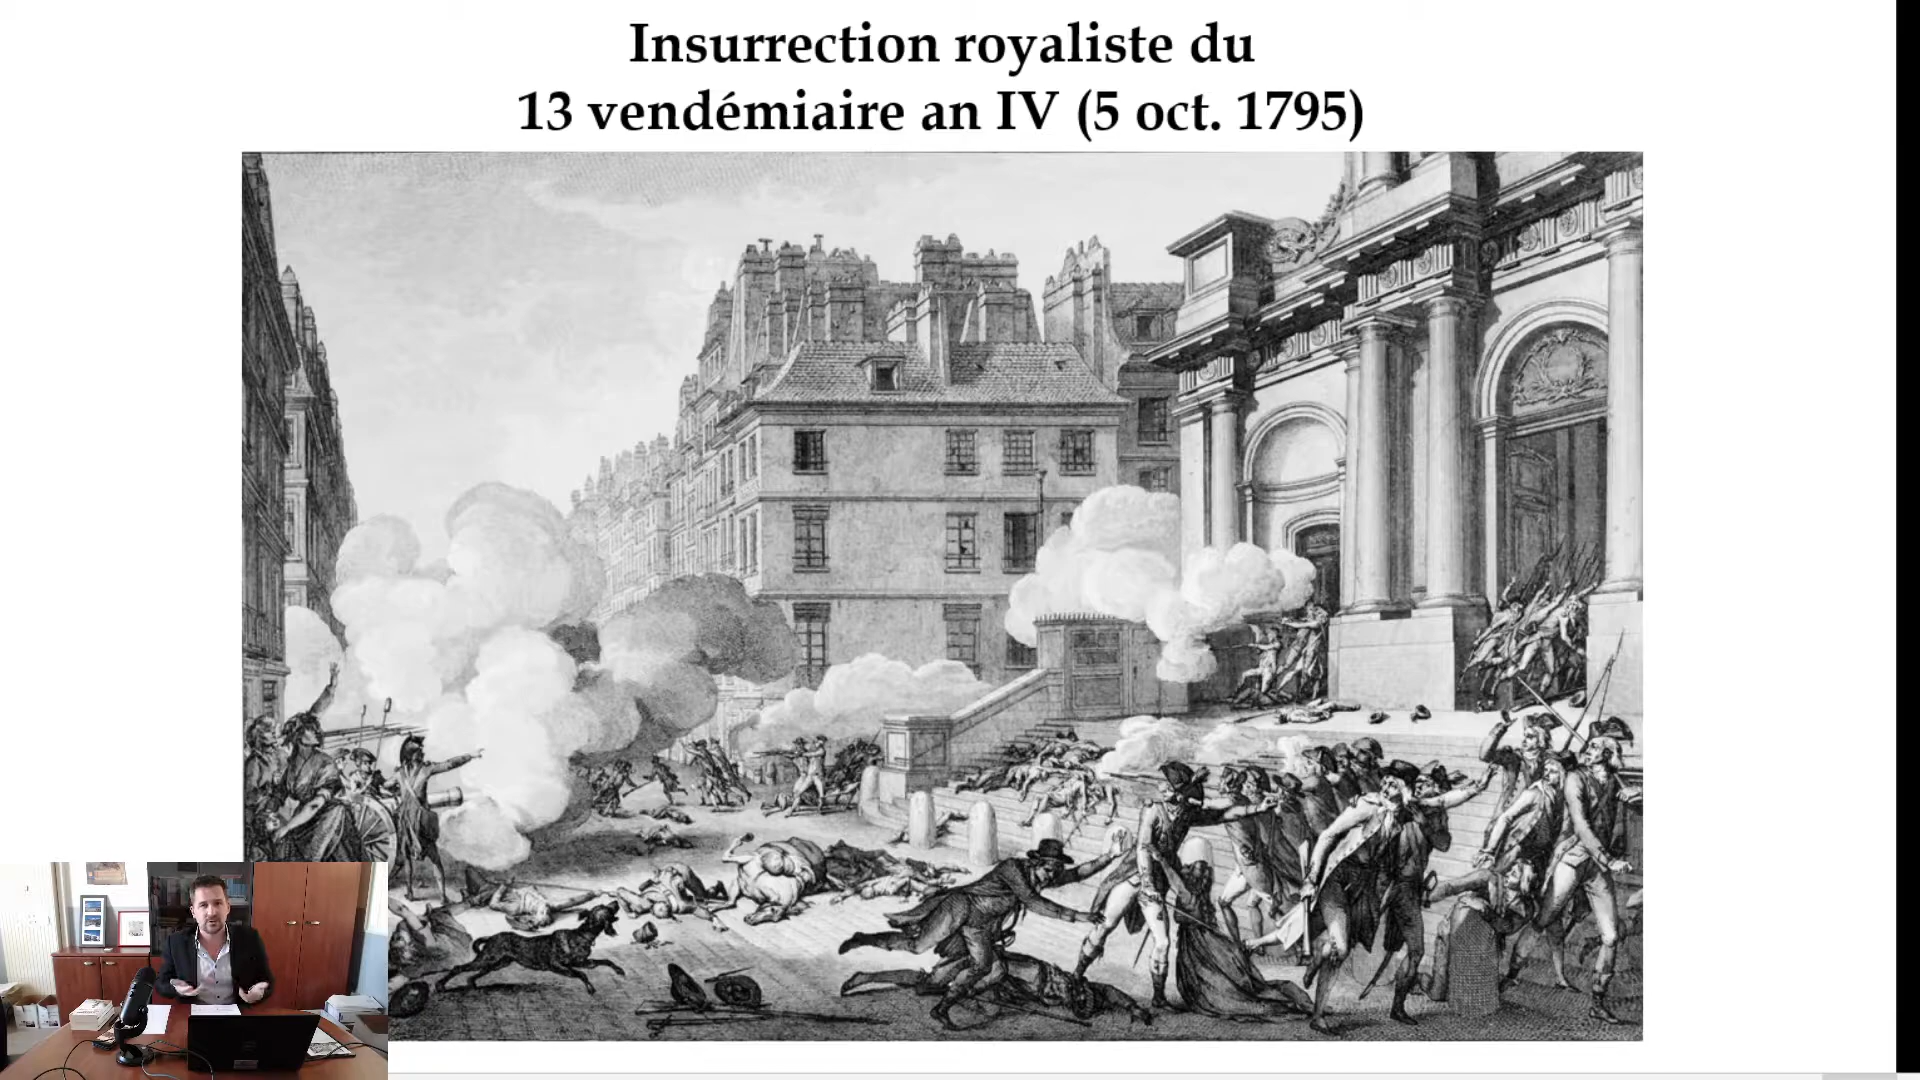 Insurrection royaliste du
13 vendémiaire an IV (5 oct. 1795)